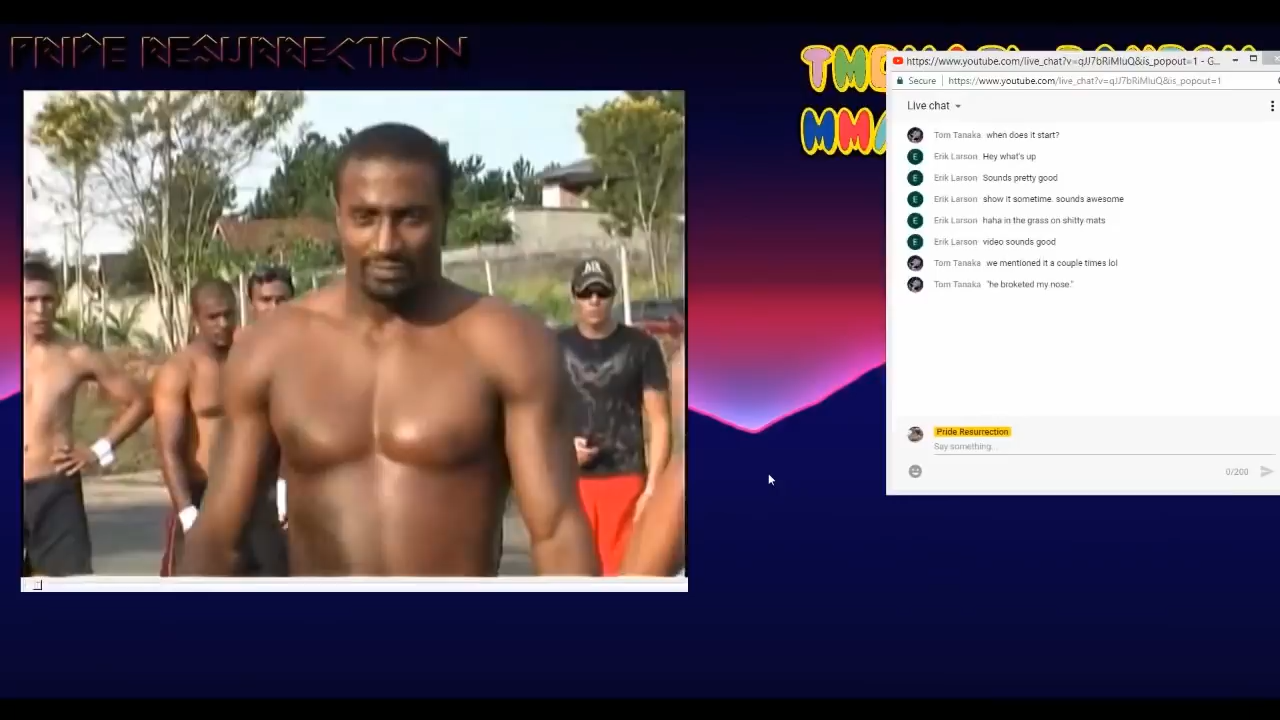 PRIDE RESURRECTION
https://www.youtube.com/live_chat?v=qJJ7bRiMIuQ&is_popout=1 - G...
Secure https://www.youtube.com/live_chat?v=qJJ7bRiMIuQ&is_popout=1
MMA
Live chat
Tom Tanaka when does it start?
Erik Larson Hey what's up
Erik Larson Sounds pretty good
Erik Larson show it sometime. sounds awesome
Erik Larson haha in the grass on shitty mats
Erik Larson video sounds good
Tom Tanaka we mentioned it a couple times lol
Tom Tanaka "he broketed my nose."
Pride Resurrection
Say something...
0/200